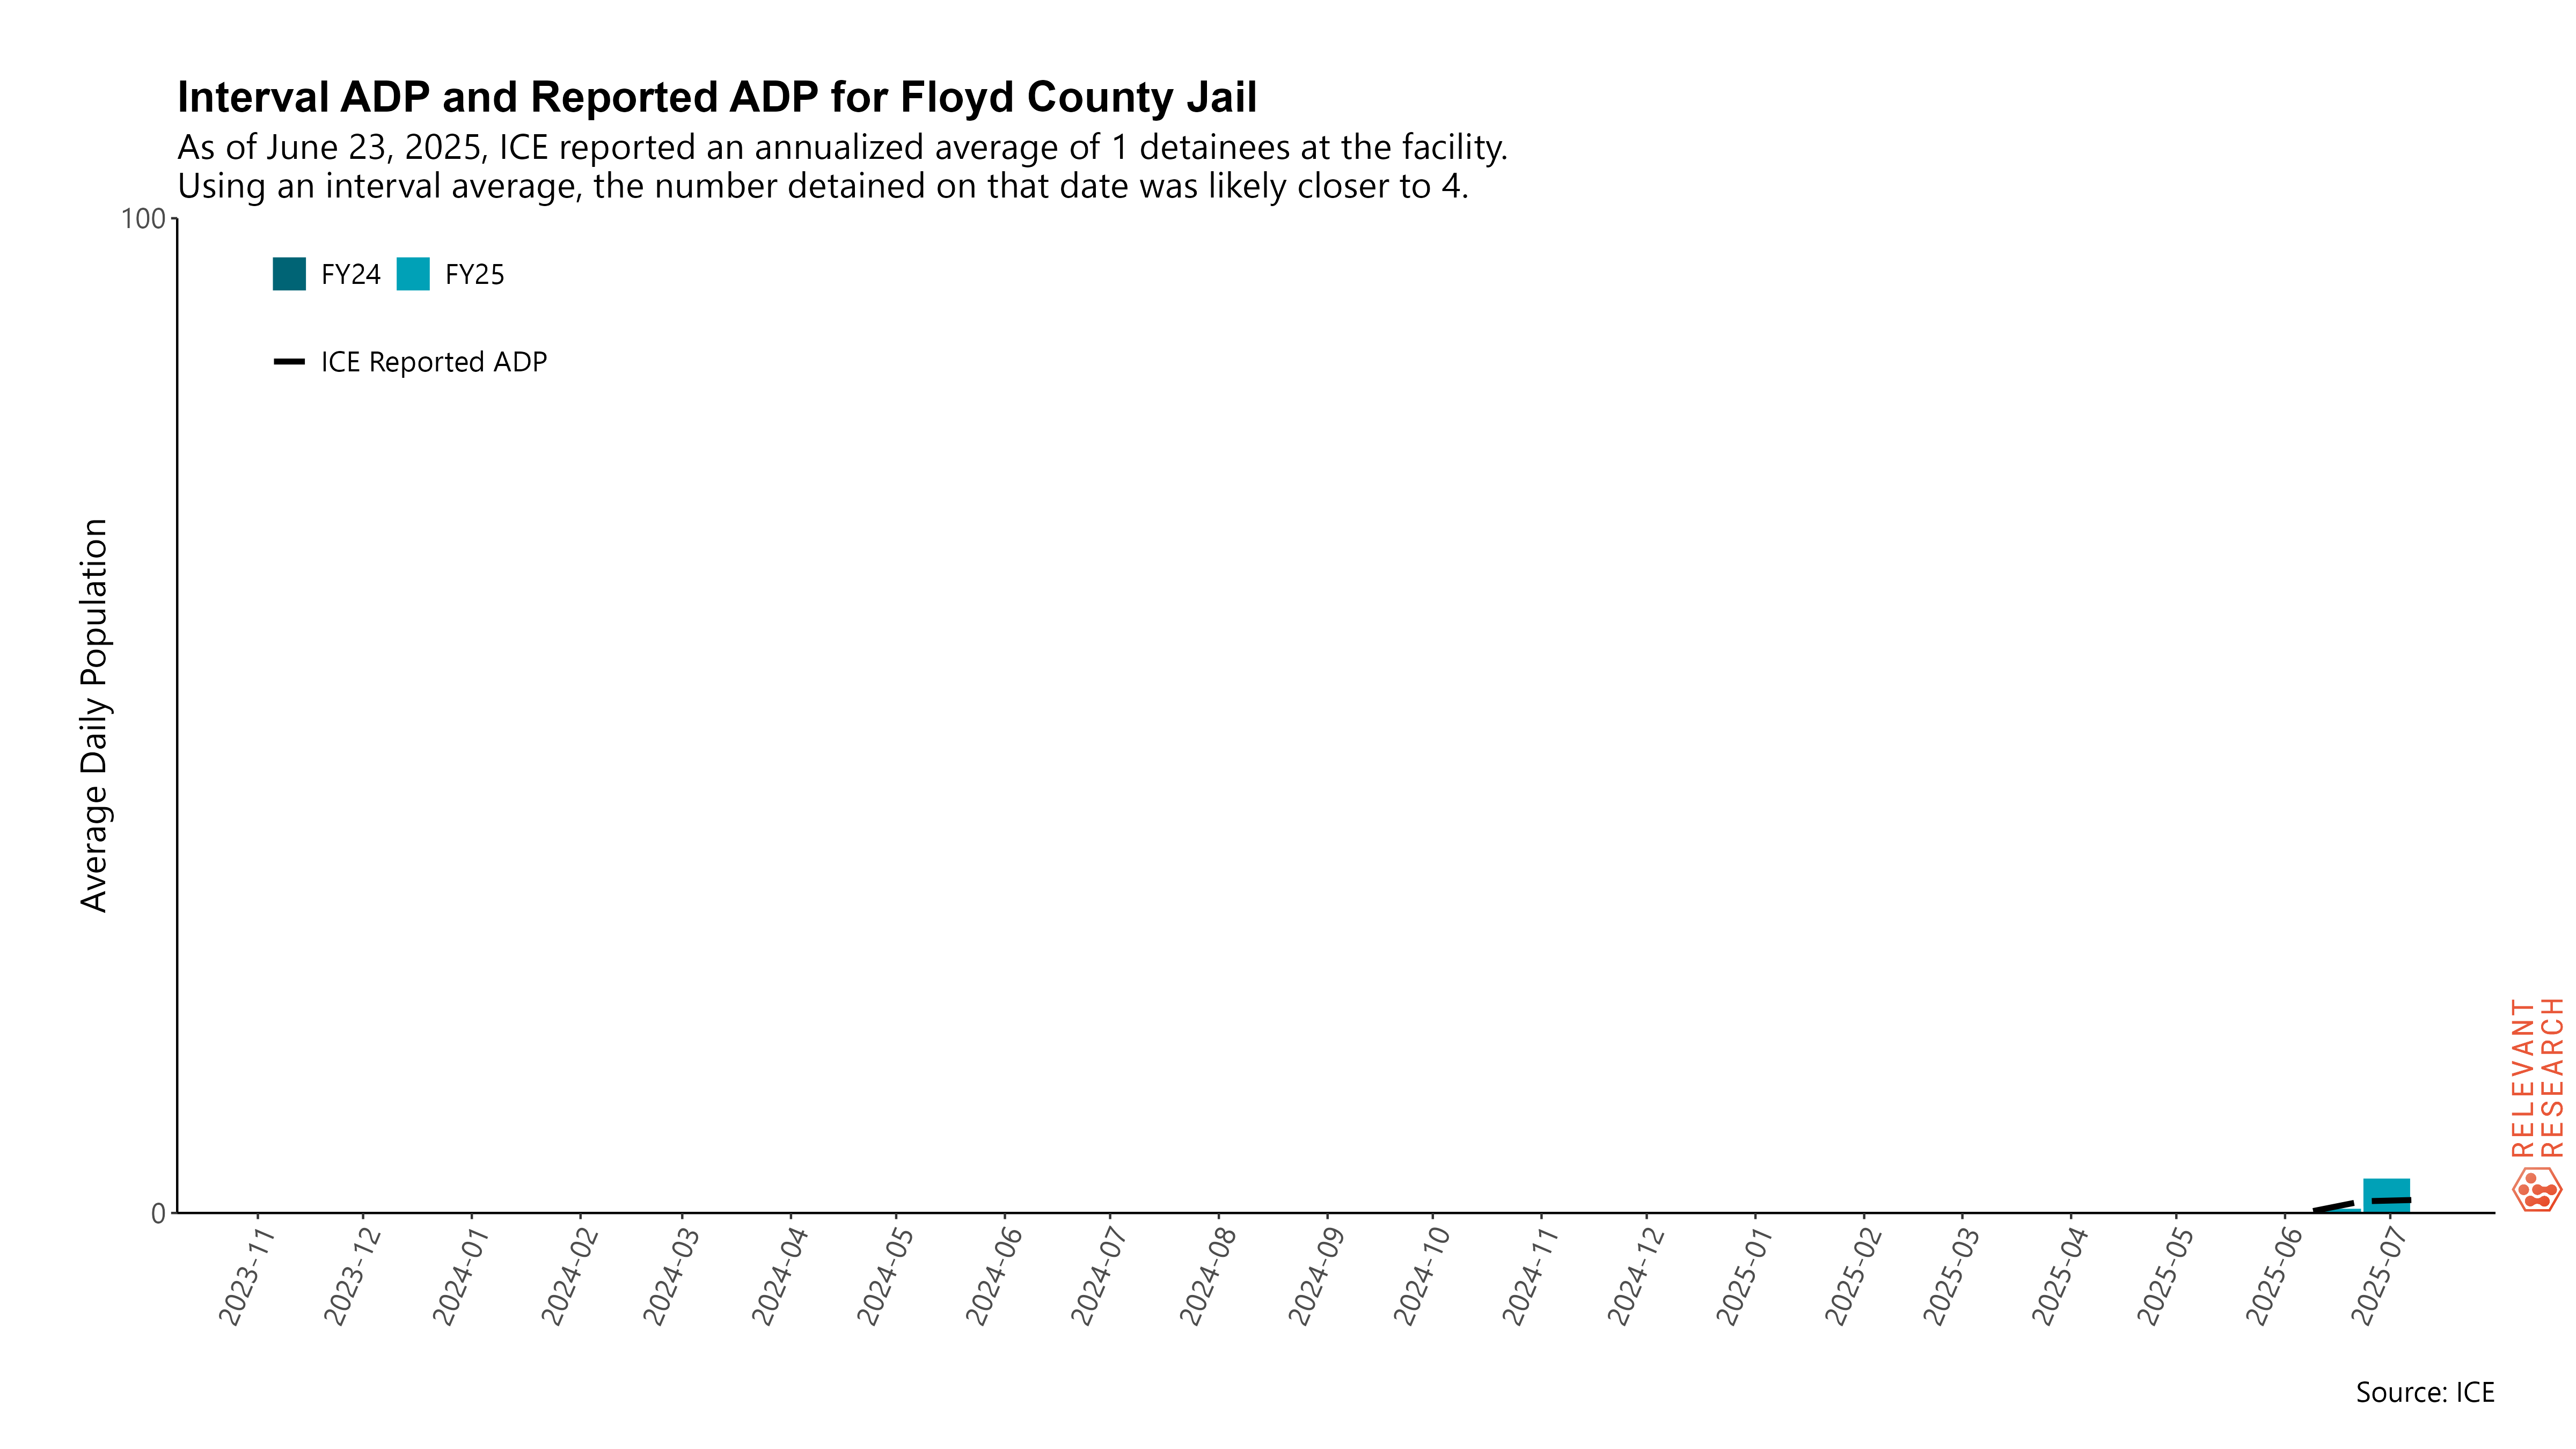 Interval ADP and Reported ADP for Floyd County Jail
As of June 23, 2025, ICE reported an annualized average of 1 detainees at the facility.
Using an interval average, the number detained on that date was likely closer to 4.
100
FY24 FY25
ICE Reported ADP
Average Daily Population
0
2023-11
2023-12
2024-01
2024-02
2024-03
2024-04
2024-05
2024-06
2024-07
2024-08
2024-09
2024-10
2024-11
2024-12
2025-01
2025-02
2025-03
2025-04
2025-05
2025-06
2025-07
RELEVANT
RESEARCH
Source: ICE